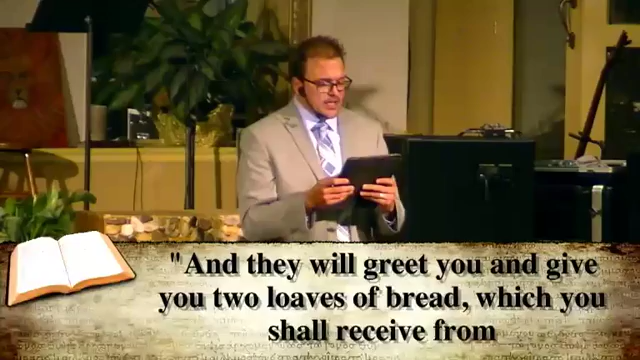 "And they will greet you and give
you two loaves of bread, which you
shall receive from